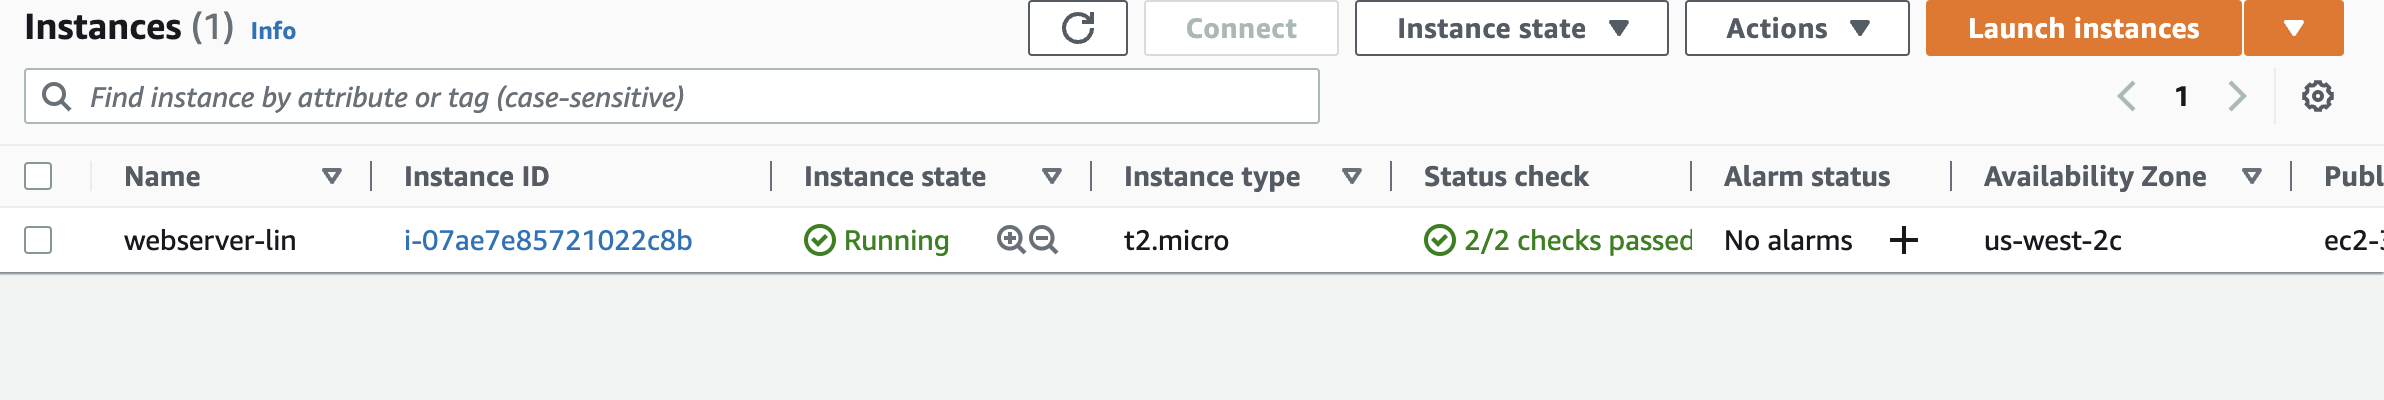 Instances (1) Info Connect Instance state Actions Launch instances
Find instance by attribute or tag (case-sensitive) 1
Name Instance ID Instance state Instance type Status check Alarm status Availability Zone Publ
webserver-lin i-07ae7e85721022c8b Running t2.micro 2/2 checks passed No alarms us-west-2c ec2-3